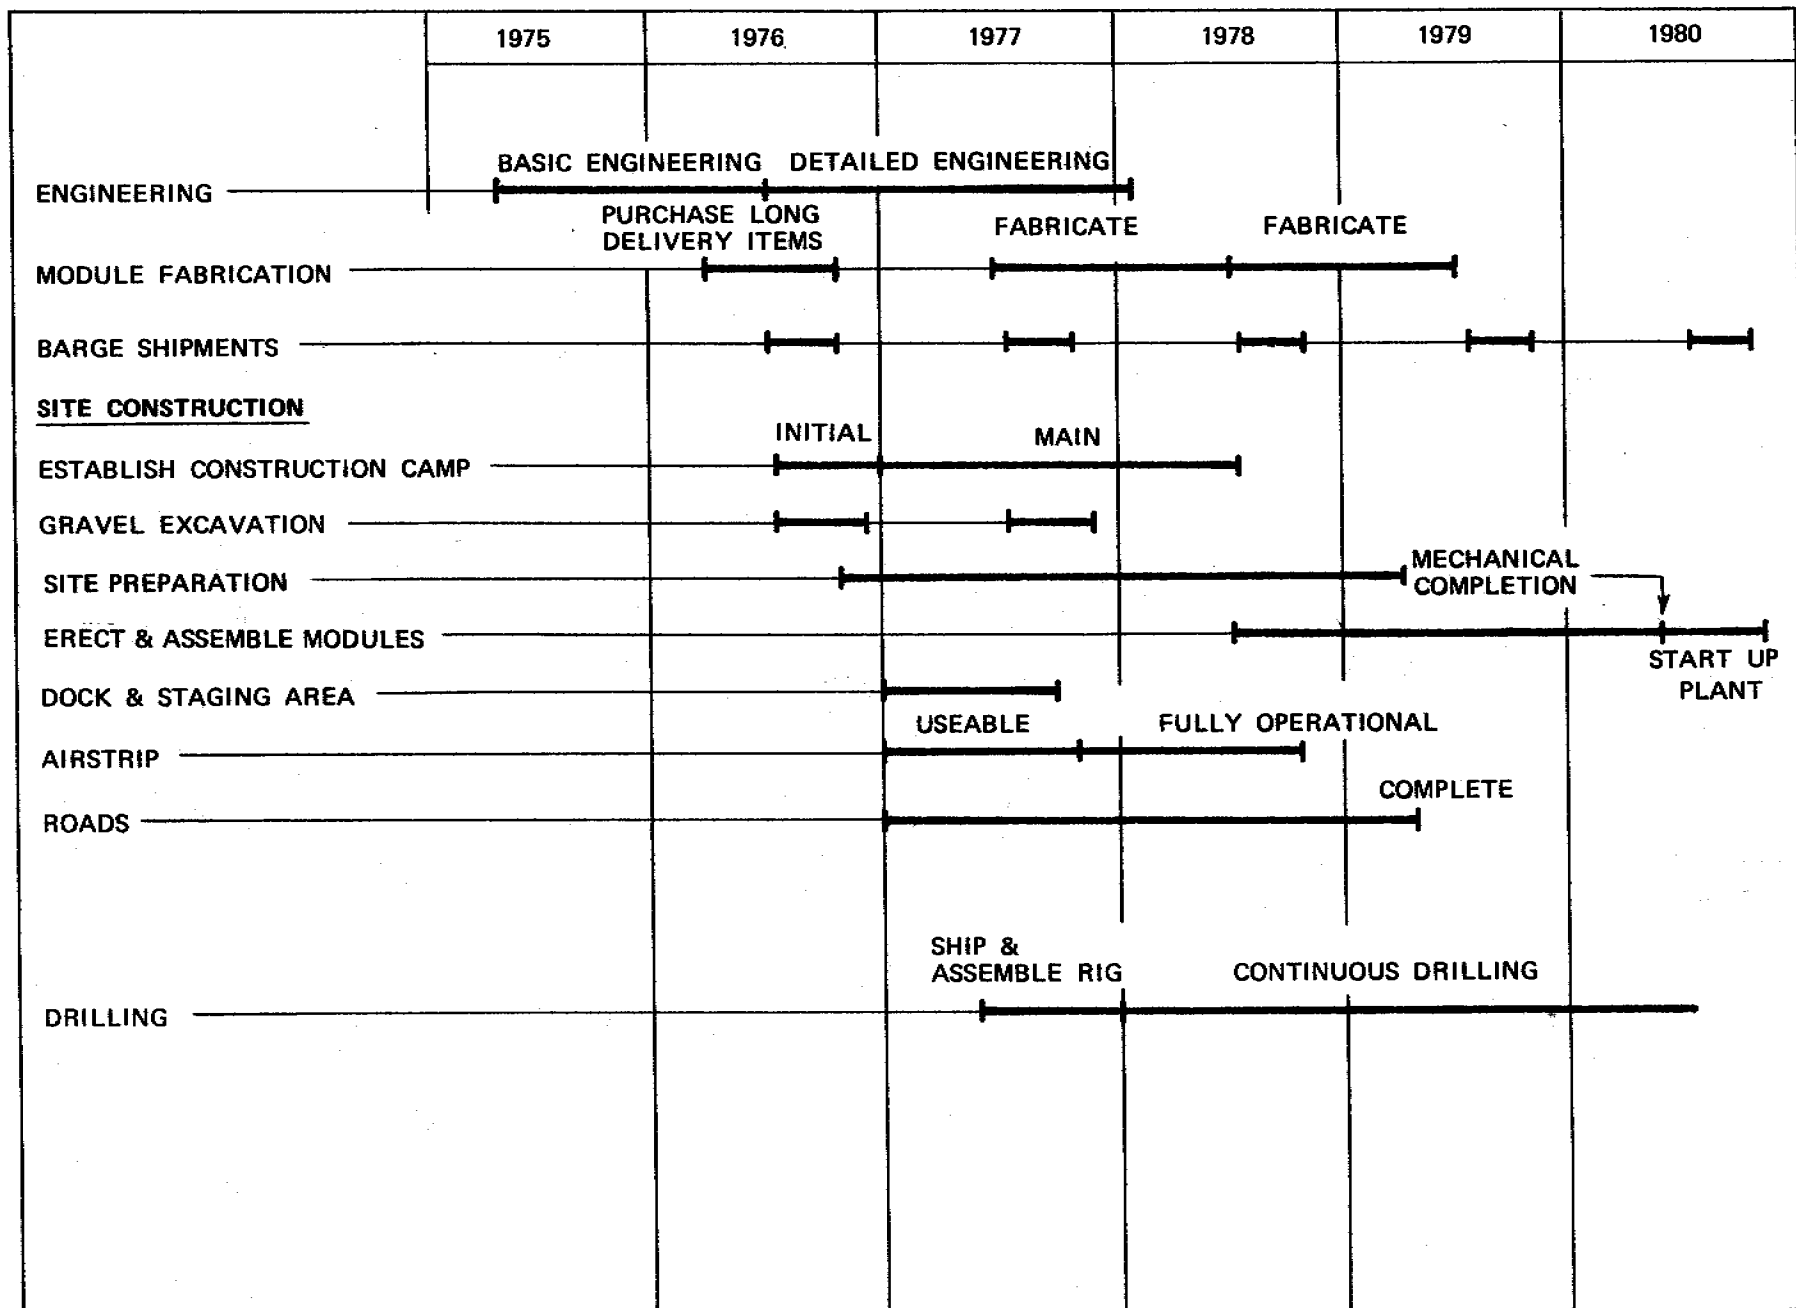 1975 1976 1977 1978 1979 1980
BASIC ENGINEERING DETAILED ENGINEERING
ENGINEERING
PURCHASE LONG
DELIVERY ITEMS
FABRICATE FABRICATE
MODULE FABRICATION
BARGE SHIPMENTS
SITE CONSTRUCTION
INITIAL MAIN
ESTABLISH CONSTRUCTION CAMP
GRAVEL EXCAVATION
MECHANICAL
COMPLETION
SITE PREPARATION
ERECT & ASSEMBLE MODULES
START UP
PLANT
DOCK & STAGING AREA
USEABLE FULLY OPERATIONAL
AIRSTRIP
COMPLETE
ROADS
SHIP &
ASSEMBLE RIG CONTINUOUS DRILLING
DRILLING